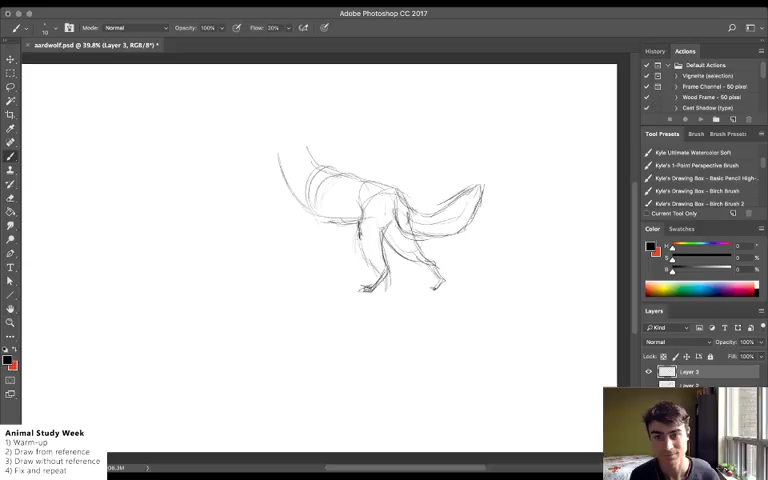 Adobe Photoshop CC 2017
10
Mode: Normal
Opacity: 100%
Flow: 30%
aardwolf.psd @ 39.8% (Layer 3, RGB/8*) *
History
Actions
Default Actions
Vignette (selection)
Frame Channel - 50 pixel
Wood Frame - 50 pixel
Cast Shadow (type)
Tool Presets
Brush
Brush Presets
Kyle Ultimate Watercolor Soft
Kyle's 1-Point Perspective Brush
Kyle's Drawing Box - Basic Pencil High-
Kyle's Drawing Box - Birch Brush
Kyle's Drawing Box - Birch Brush 2
Current Tool Only
Color
Swatches
H
0
°
S
0
%
B
0
%
Layers
Kind
Normal
Opacity: 100%
Lock:
Fill: 100%
Layer 3
Animal Study Week
1) Warm-up
2) Draw from reference
3) Draw without reference
4) Fix and repeat